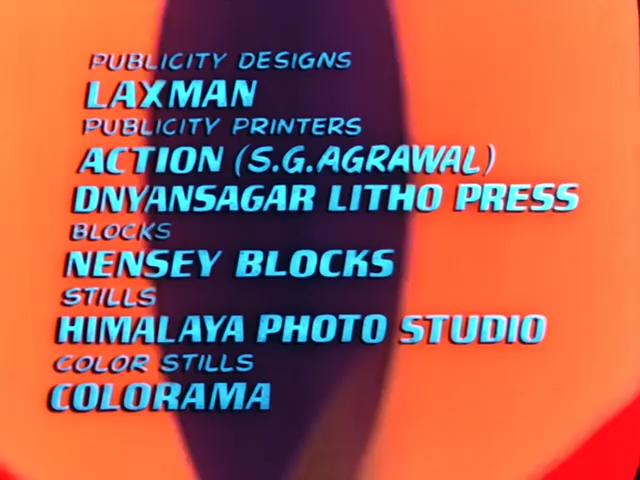 PUBLICITY DESIGNS
LAXMAN
PUBLICITY PRINTERS
ACTION (S.G.AGRAWAL)
DNYANSAGAR LITHO PRESS
BLOCKS
NENSEY BLOCKS
STILLS
HIMALAYA PHOTO STUDIO
COLOR STILLS
COLORAMA